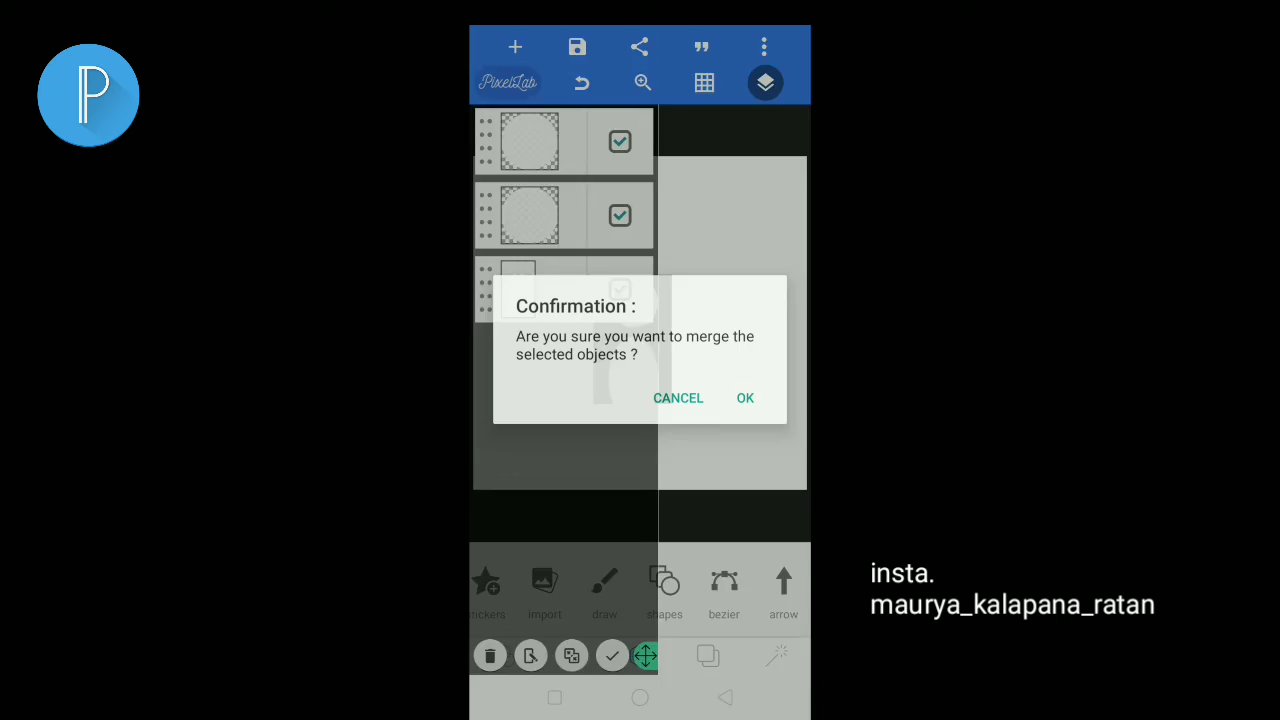 PixelLab
Confirmation :
Are you sure you want to merge the
selected objects ?
CANCEL OK
tickers import draw shapes bezier arrow
insta.
maurya_kalapana_ratan